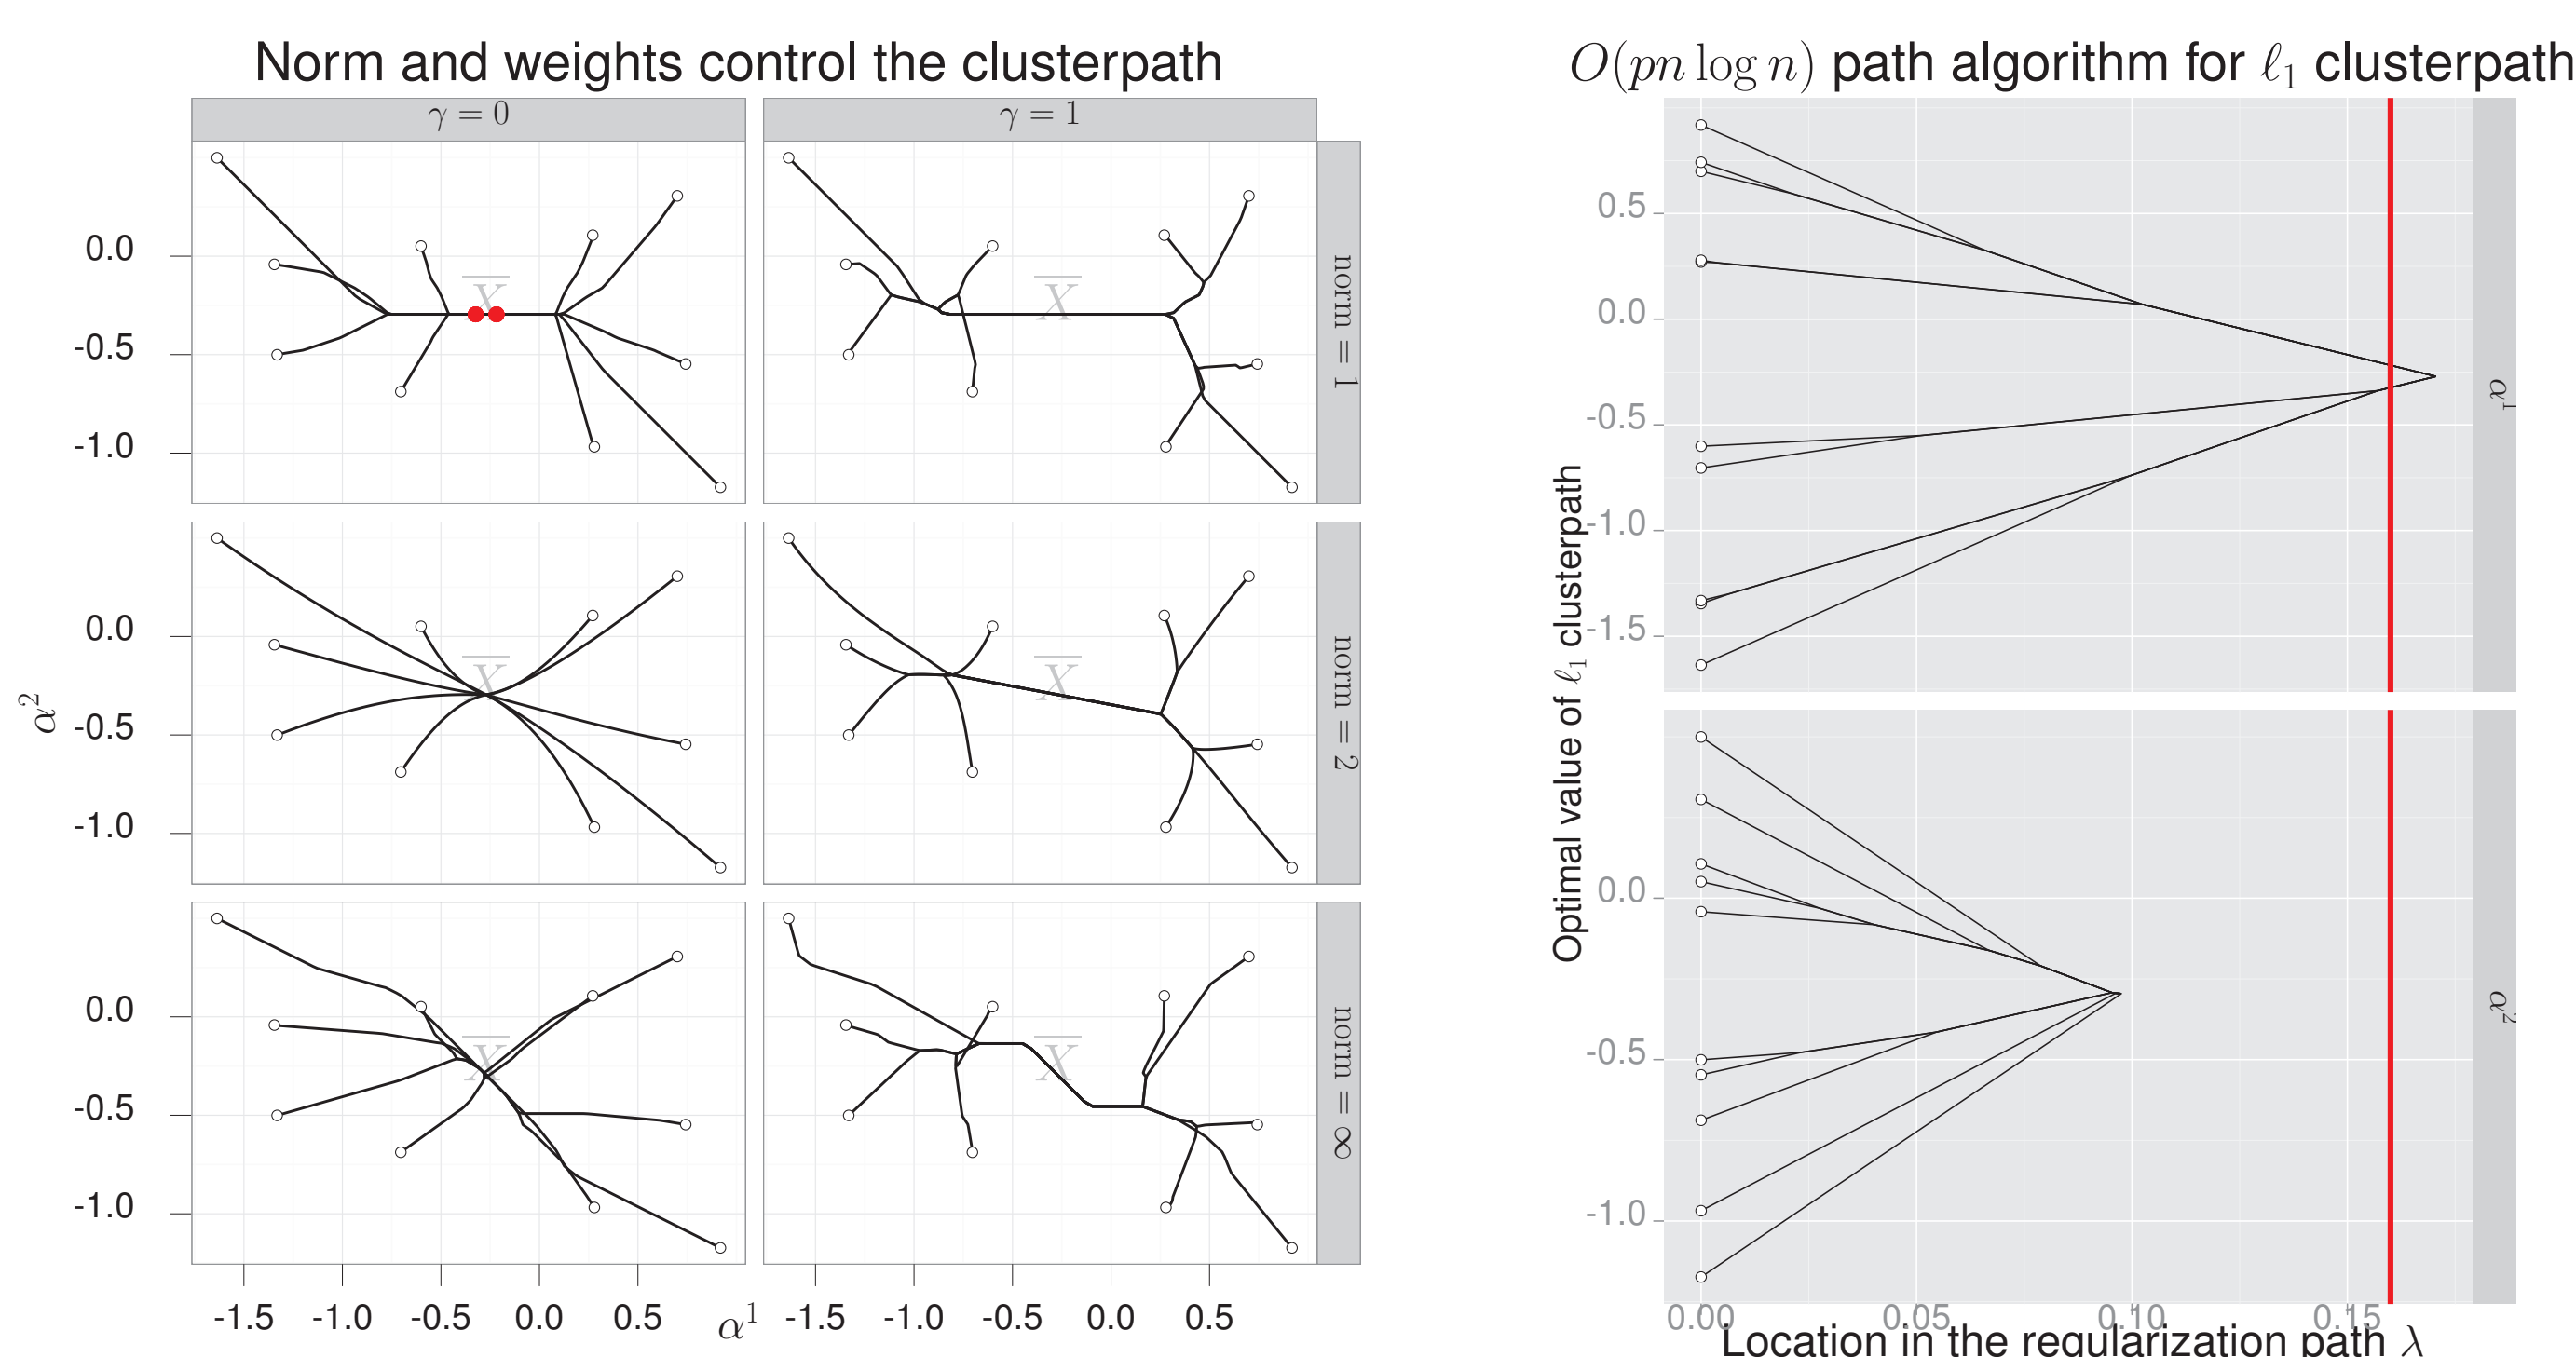 Norm and weights control the clusterpath
γ = 0
γ = 1
norm = 1
norm = 2
norm = ∞
0.0
-0.5
-1.0
0.0
-0.5
-1.0
0.0
-0.5
-1.0
α²
X̅
X̅
X̅
X̅
X̅
X̅
-1.5 -1.0 -0.5 0.0 0.5
-1.5 -1.0 -0.5 0.0 0.5
α¹
O(pn log n) path algorithm for ℓ₁ clusterpath
Optimal value of ℓ₁ clusterpath
0.5
0.0
-0.5
-1.0
-1.5
α¹
0.0
-0.5
-1.0
α²
0.00 0.05 0.10 0.15
Location in the regularization path λ